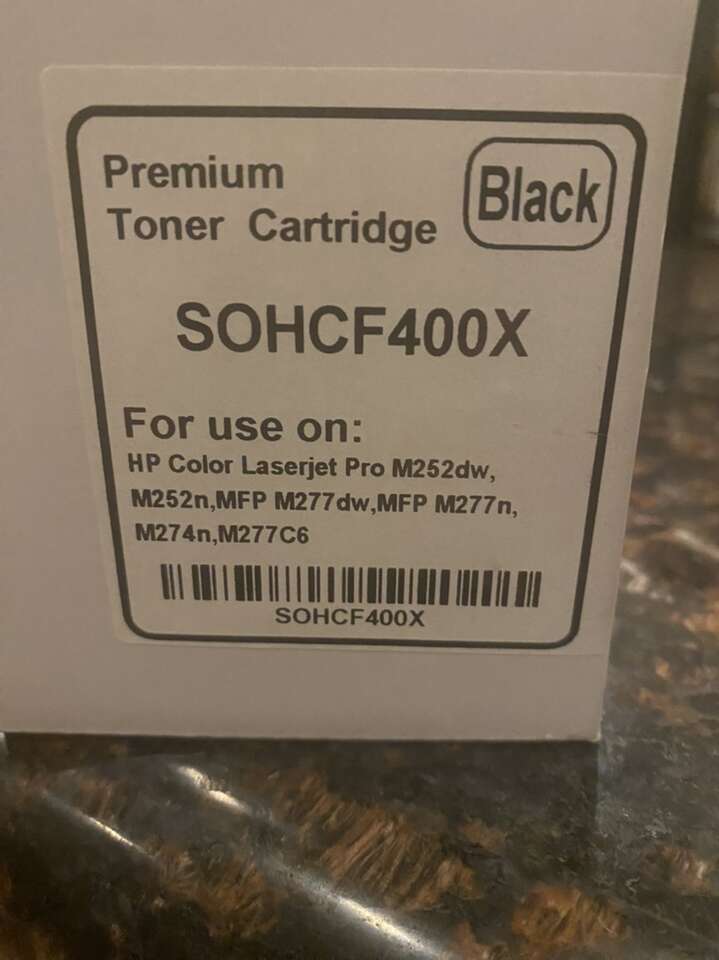 Premium
Toner Cartridge
Black
SOHCF400X
For use on:
HP Color Laserjet Pro M252dw,
M252n,MFP M277dw,MFP M277n,
M274n,M277C6
SOHCF400X